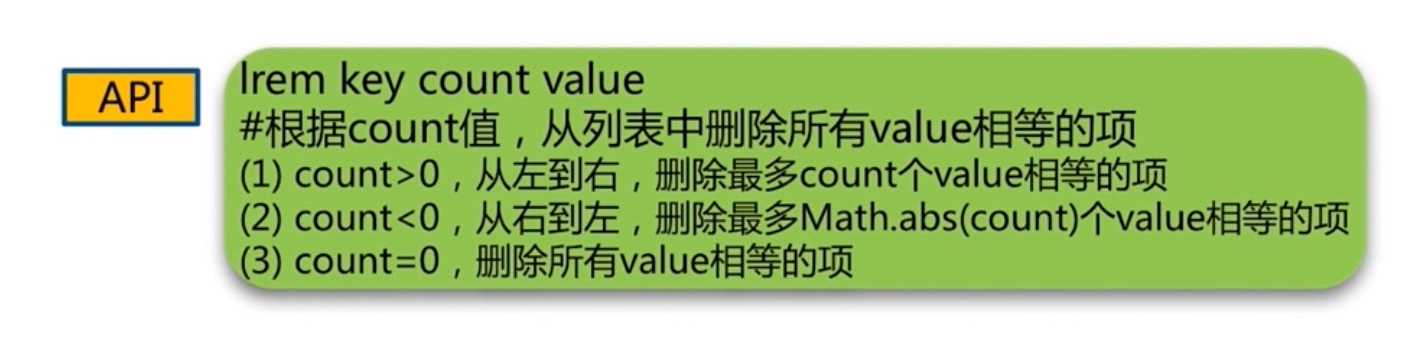 API
lrem key count value
#根据count值，从列表中删除所有value相等的项
(1) count>0，从左到右，删除最多count个value相等的项
(2) count<0，从右到左，删除最多Math.abs(count)个value相等的项
(3) count=0，删除所有value相等的项